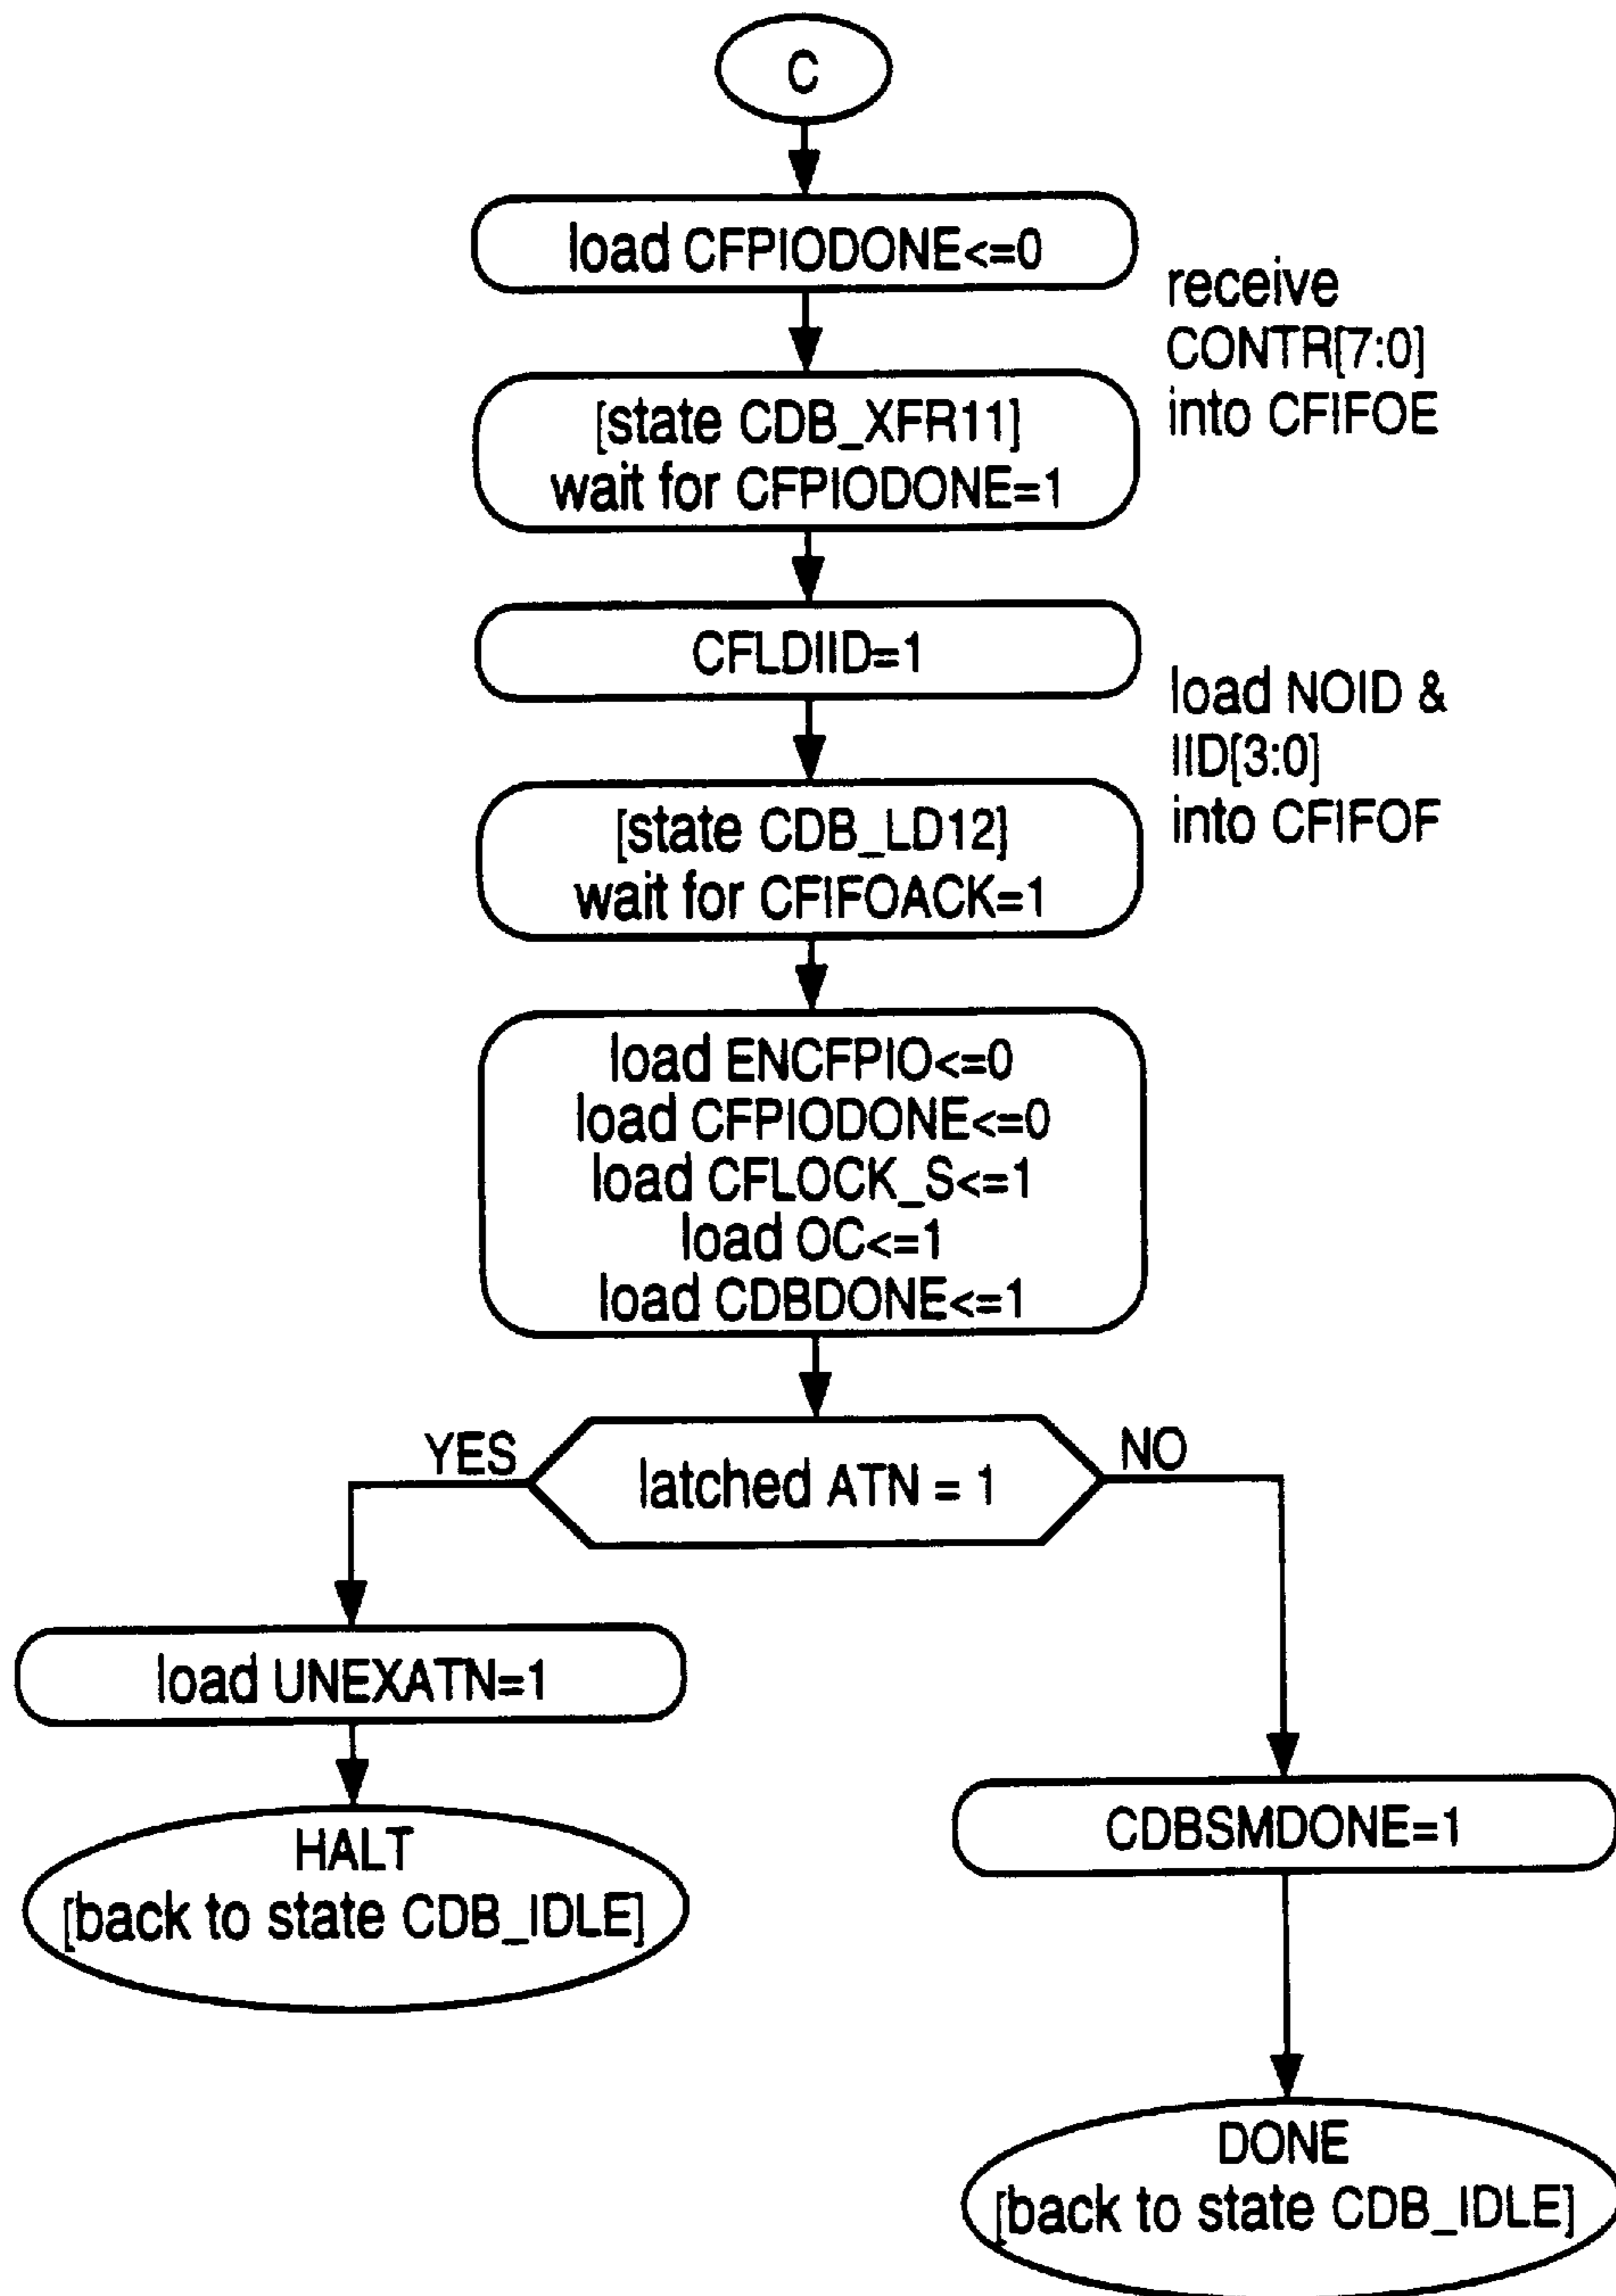 C
load CFPIODONE<=0
receive
CONTR[7:0]
into CFIFOE
[state CDB_XFR11]
wait for CFPIODONE=1
CFLDIID=1
load NOID &
IID[3:0]
into CFIFOF
[state CDB_LD12]
wait for CFIFOACK=1
load ENCFPIO<=0
load CFPIODONE<=0
load CFLOCK_S<=1
load OC<=1
load CDBDONE<=1
YES
latched ATN = 1
NO
load UNEXATN=1
HALT
[back to state CDB_IDLE]
CDBSMDONE=1
DONE
[back to state CDB_IDLE]